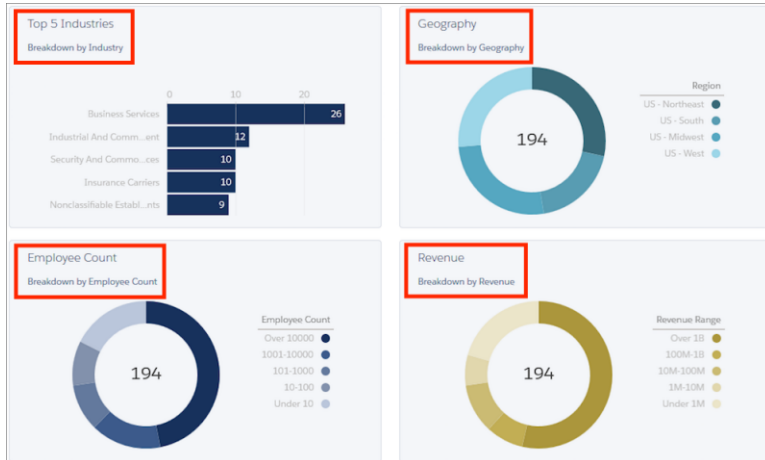 Top 5 Industries
Breakdown by Industry
0 10 20
Business Services 26
Industrial And Comm...ent 12
Security And Commo...ces 10
Insurance Carriers 10
Nonclassifiable Establ...nts 9
Geography
Breakdown by Geography
194
Region
US - Northeast
US - South
US - Midwest
US - West
Employee Count
Breakdown by Employee Count
194
Employee Count
Over 10000
1001-10000
101-1000
10-100
Under 10
Revenue
Breakdown by Revenue
194
Revenue Range
Over 1B
100M-1B
10M-100M
1M-10M
Under 1M